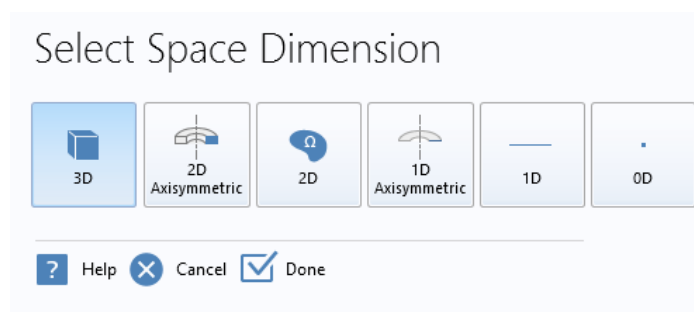 Select Space Dimension
3D
2D
Axisymmetric
Ω
2D
1D
Axisymmetric
1D
0D
? Help Cancel Done